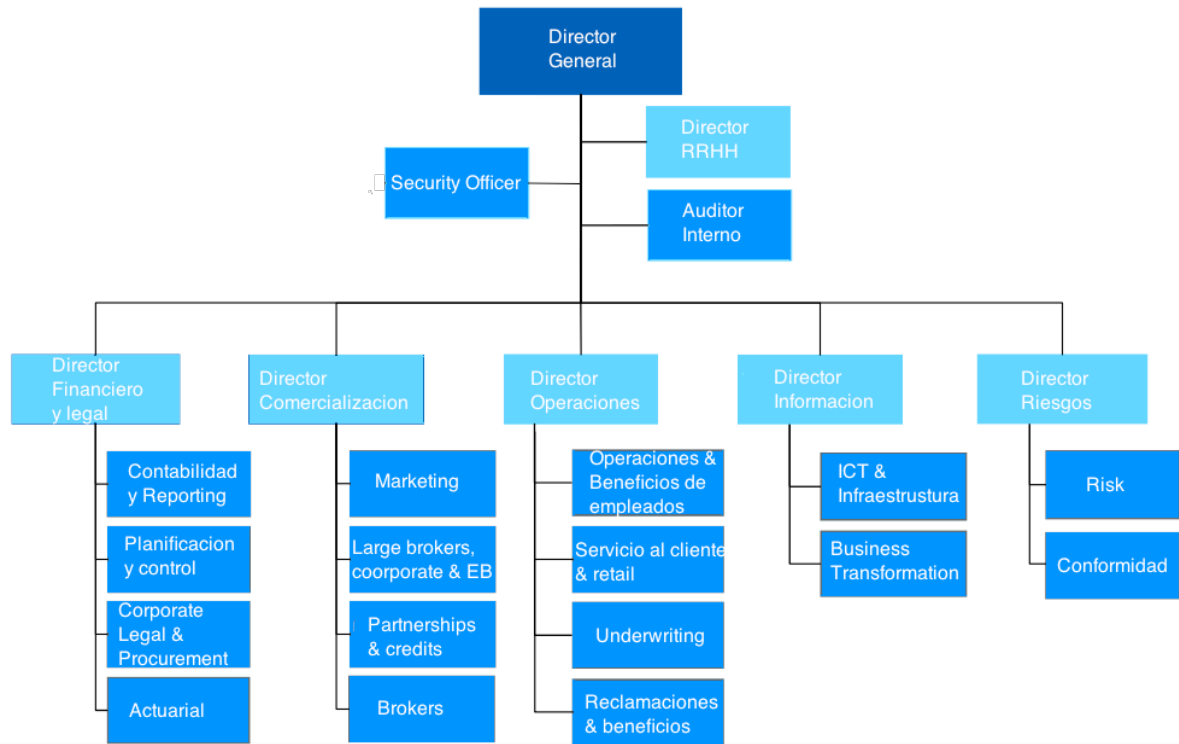 Director
General
Director
RRHH
Security Officer
Auditor
Interno
Director
Financiero
y legal
Director
Comercializacion
Director
Operaciones
Director
Informacion
Director
Riesgos
Contabilidad
y Reporting
Planificacion
y control
Corporate
Legal &
Procurement
Actuarial
Marketing
Large brokers,
coorporate & EB
Partnerships
& credits
Brokers
Operaciones &
Beneficios de
empleados
Servicio al cliente
& retail
Underwriting
Reclamaciones
& beneficios
ICT &
Infraestrustura
Business
Transformation
Risk
Conformidad